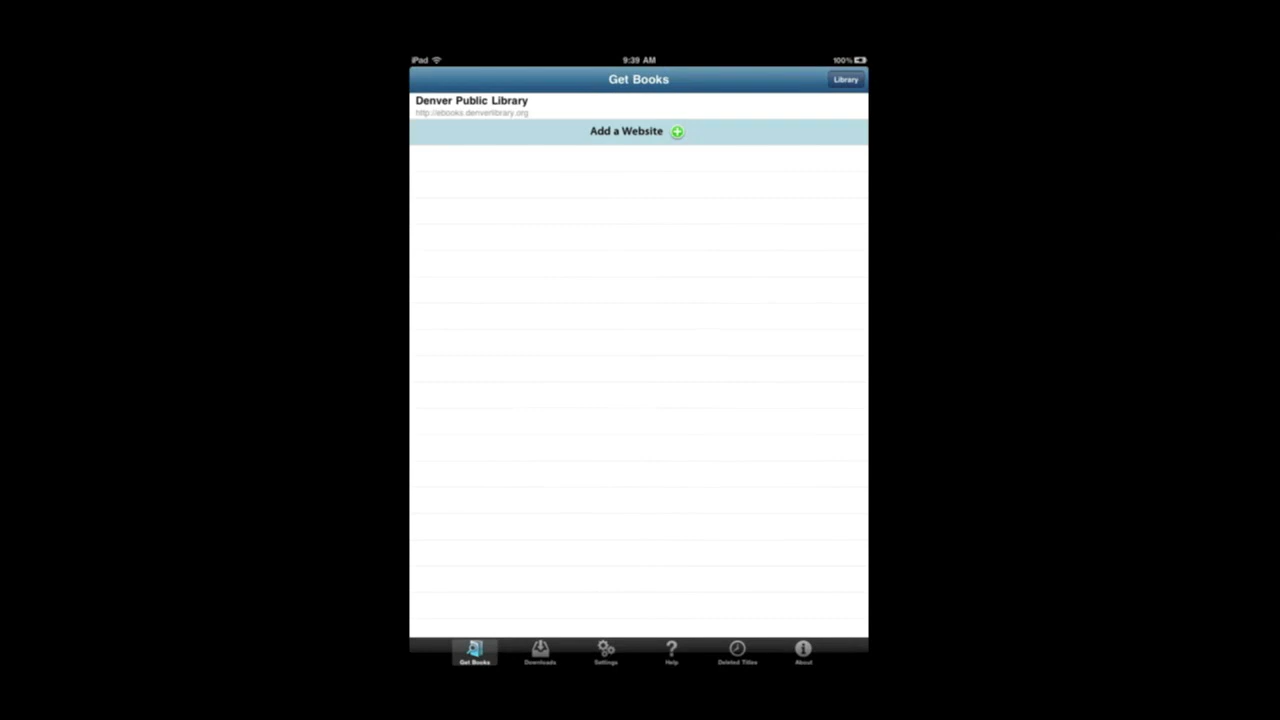 iPad 9:39 AM 100%
Get Books Library
Denver Public Library
http://ebooks.denverlibrary.org
Add a Website
Get Books Downloads Settings Help Deleted Titles About